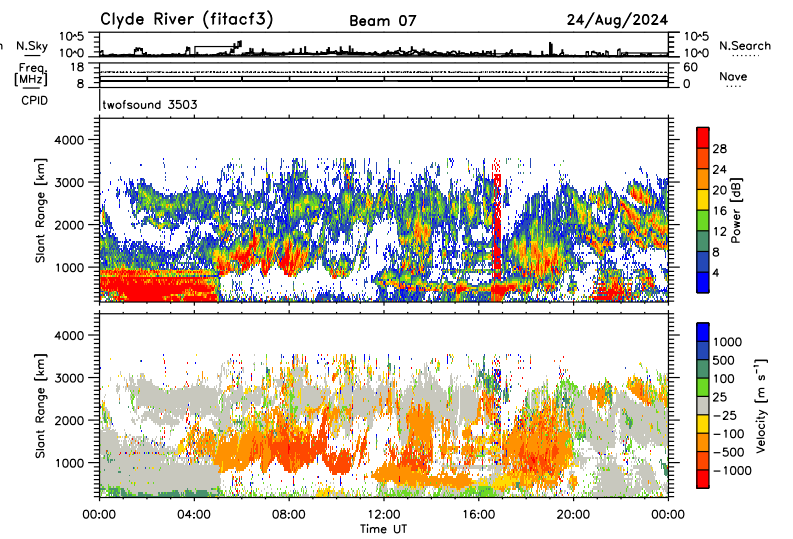 Clyde River (fitacf3) Beam 07 24/Aug/2024
N.Sky 10^5 10^5 N.Search
10^0 10^0
Freq. 18 60 Nave
[MHz] 8 0
CPID twofsound 3503
Slant Range [km]
4000
3000
2000
1000
28
24
20
16
12
8
4
Power [dB]
Slant Range [km]
4000
3000
2000
1000
1000
500
100
25
-25
-100
-500
-1000
Velocity [m s⁻¹]
00:00 04:00 08:00 12:00 16:00 20:00 00:00
Time UT